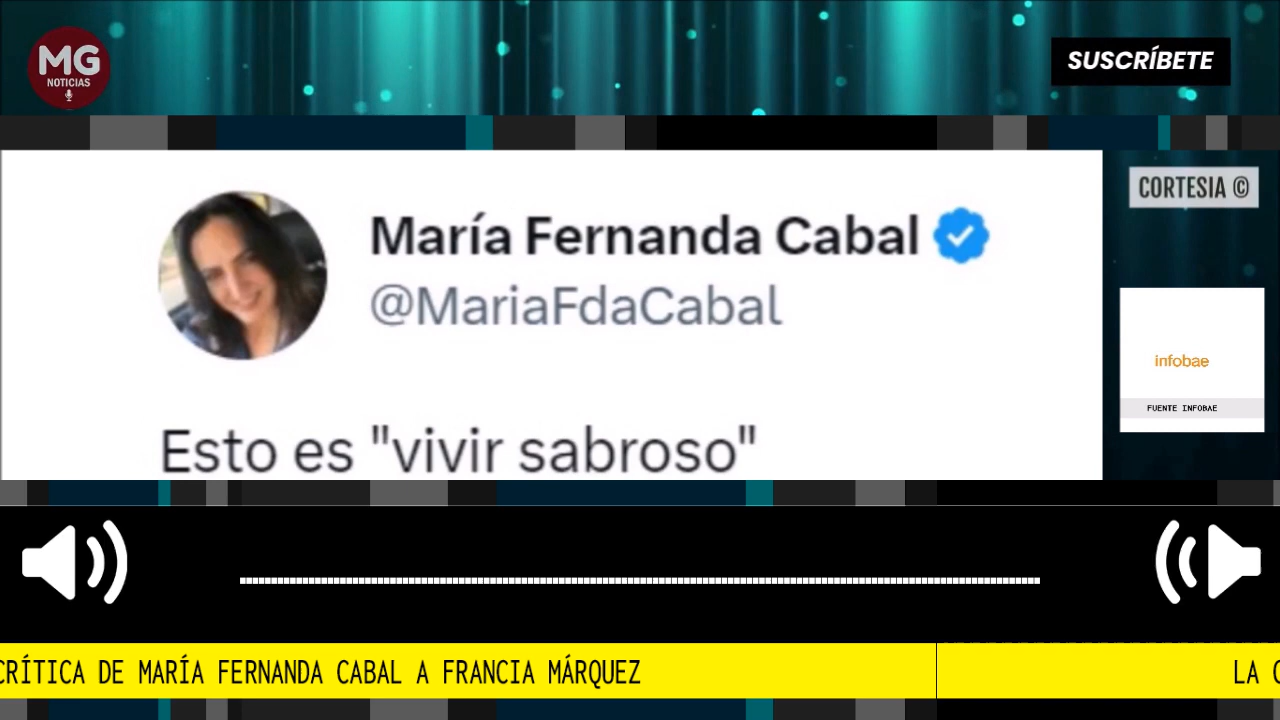 MG
NOTICIAS
SUSCRÍBETE
CORTESIA ©
María Fernanda Cabal
@MariaFdaCabal
infobae
FUENTE INFOBAE
Esto es "vivir sabroso"
CRÍTICA DE MARÍA FERNANDA CABAL A FRANCIA MÁRQUEZ
LA C